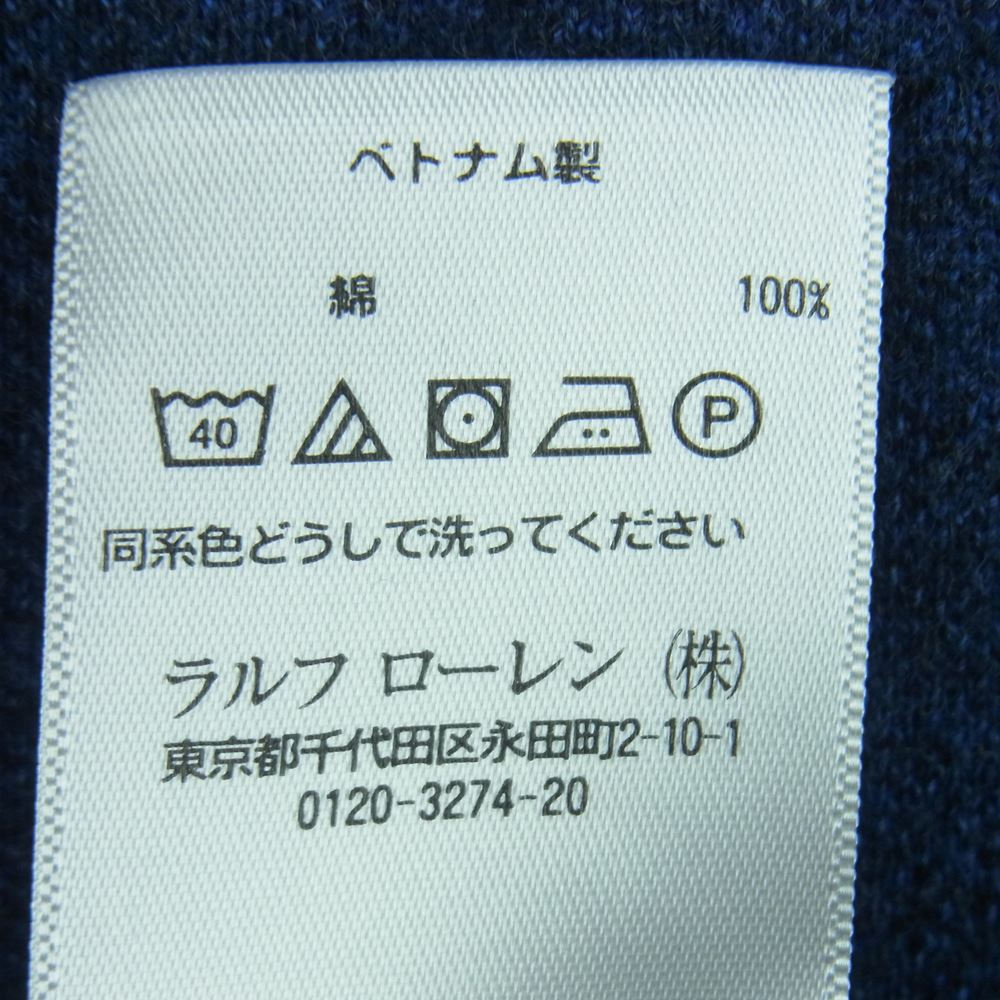 ベトナム製
綿 100%
40 P
同系色どうしで洗ってください
ラルフ ローレン (株)
東京都千代田区永田町2-10-1
0120-3274-20